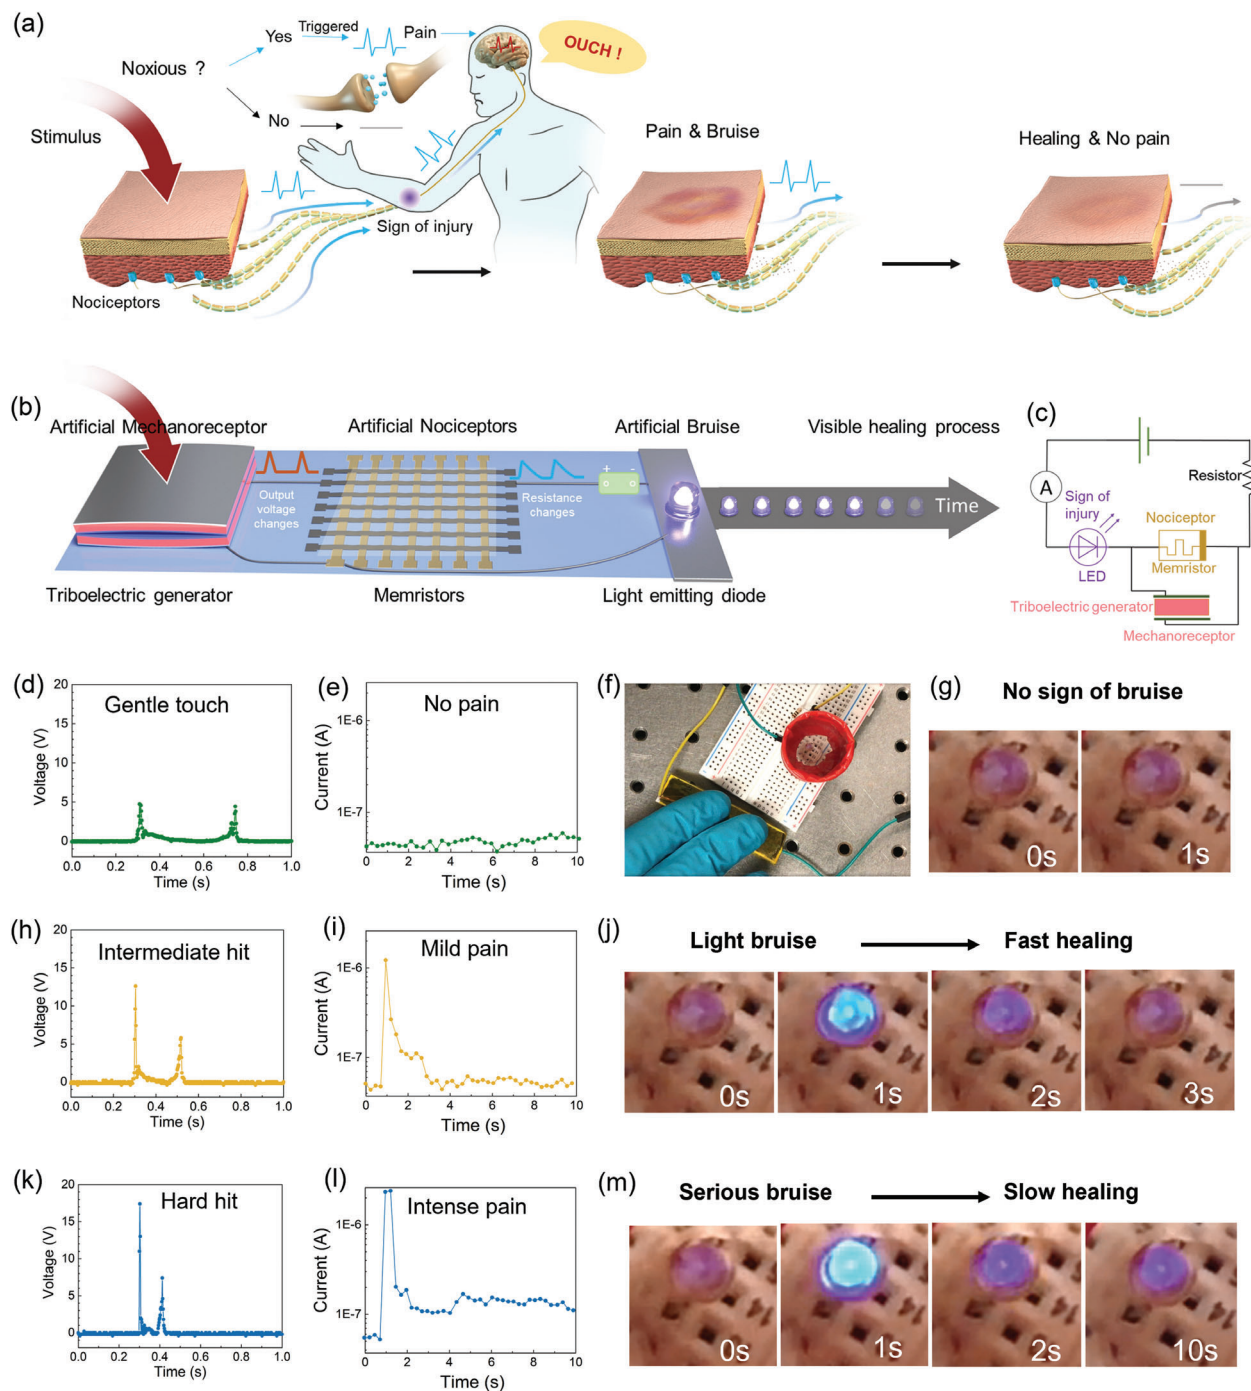 (a)
Yes
Triggered
Pain
OUCH !
Noxious ?
No
Stimulus
Pain & Bruise
Healing & No pain
Sign of injury
Nociceptors
(b)
Artificial Mechanoreceptor
Artificial Nociceptors
Artificial Bruise
Visible healing process
Output
voltage
changes
Resistance
changes
+ -
Time
Triboelectric generator
Memristors
Light emitting diode
(c)
A
Resistor
Sign of
injury
Nociceptor
LED
Memristor
Triboelectric generator
Mechanoreceptor
(d)
Gentle touch
Voltage (V)
20
15
10
5
0
0.0 0.2 0.4 0.6 0.8 1.0
Time (s)
(e)
No pain
Current (A)
1E-6
1E-7
0 2 4 6 8 10
Time (s)
(f)
(g)
No sign of bruise
0s
1s
(h)
Intermediate hit
Voltage (V)
20
15
10
5
0
0.0 0.2 0.4 0.6 0.8 1.0
Time (s)
(i)
Mild pain
Current (A)
1E-6
1E-7
0 2 4 6 8 10
Time (s)
(j)
Light bruise
Fast healing
0s
1s
2s
3s
(k)
Hard hit
Voltage (V)
20
15
10
5
0
0.0 0.2 0.4 0.6 0.8 1.0
Time (s)
(l)
Intense pain
Current (A)
1E-6
1E-7
0 2 4 6 8 10
Time (s)
(m)
Serious bruise
Slow healing
0s
1s
2s
10s